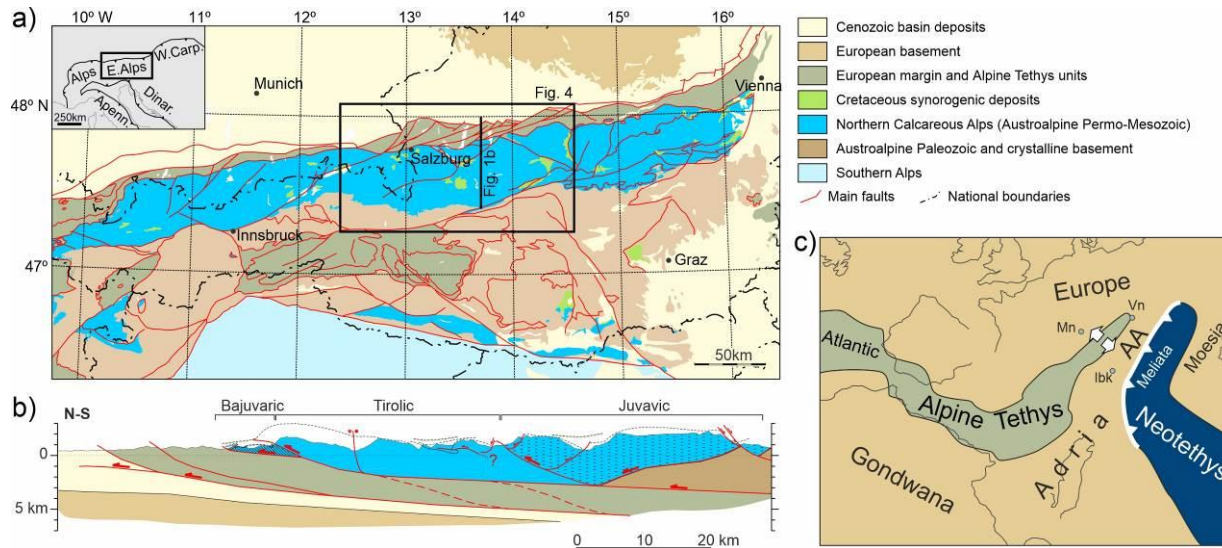 a)
10° W
11°
12°
13°
14°
15°
16°
Alps
E.Alps
W.Carp.
Dinar.
Apenn.
250km
48° N
47°
Munich
Fig. 4
Vienna
Salzburg
Fig. 1b
Innsbruck
Graz
50km
Cenozoic basin deposits
European basement
European margin and Alpine Tethys units
Cretaceous synorogenic deposits
Northern Calcareous Alps (Austroalpine Permo-Mesozoic)
Austroalpine Paleozoic and crystalline basement
Southern Alps
Main faults
National boundaries
b)
N-S
Bajuvaric
Tirolic
Juvavic
0
5 km
?
0 10 20 km
c)
Europe
Vn
Mn
AA
Ibk
Meliata
Moesia
Atlantic
Alpine Tethys
Adria
Neotethys
Gondwana